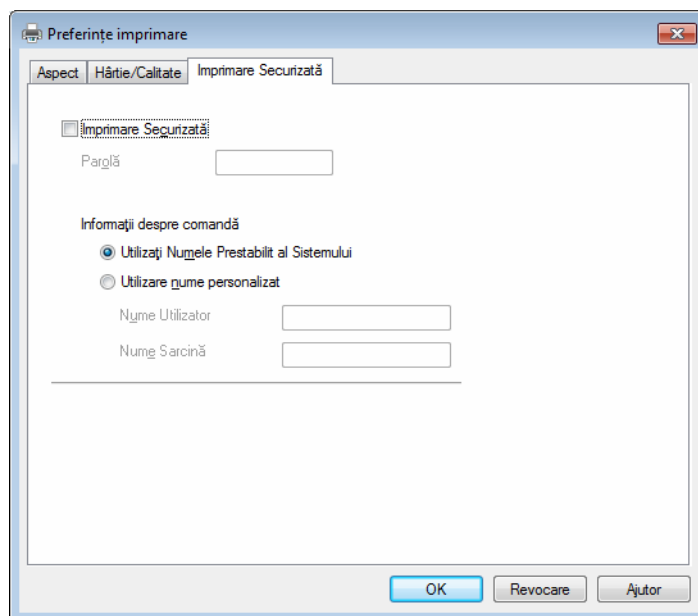 Preferințe imprimare
Aspect Hârtie/Calitate Imprimare Securizată
Imprimare Securizată
Parolă
Informații despre comandă
Utilizați Numele Prestabilit al Sistemului
Utilizare nume personalizat
Nume Utilizator
Nume Sarcină
OK Revocare Ajutor